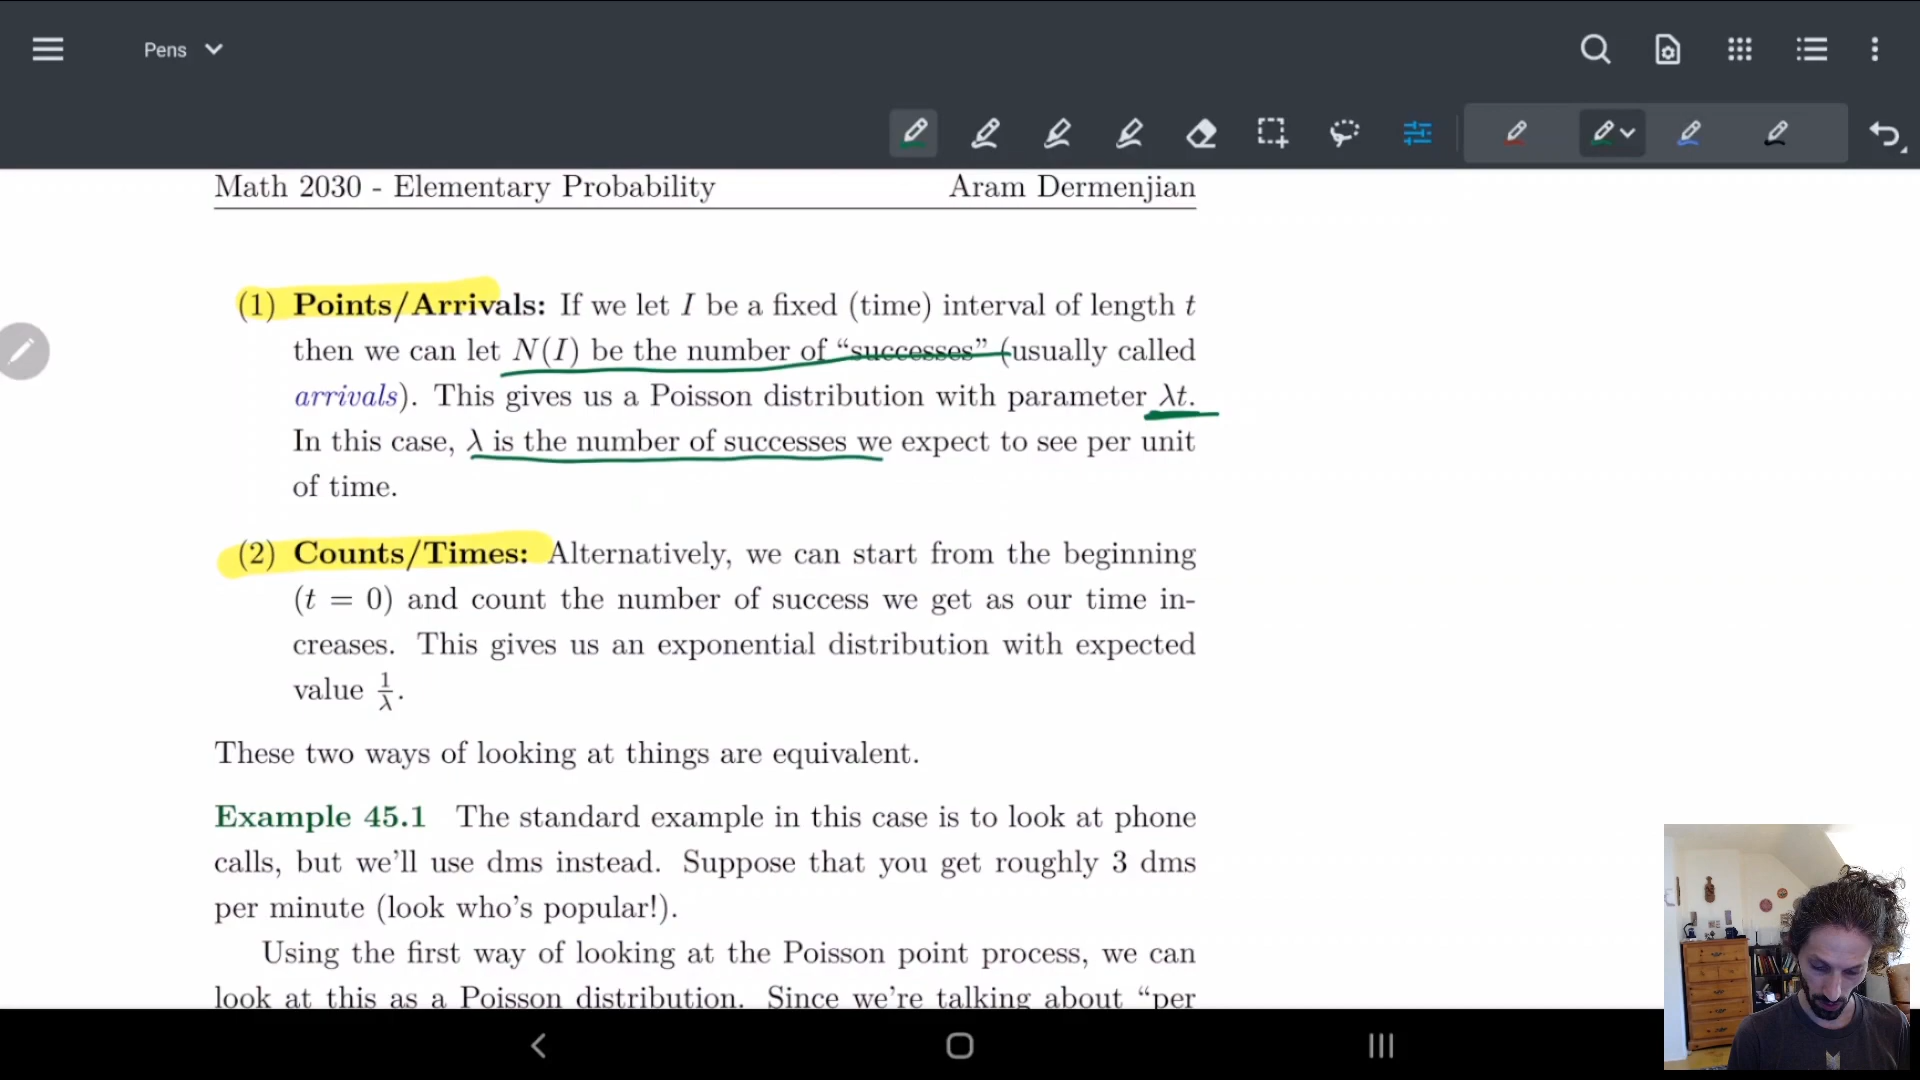 Pens
Math 2030 - Elementary Probability Aram Dermenjian
(1) Points/Arrivals: If we let I be a fixed (time) interval of length t
then we can let N(I) be the number of “successes” (usually called
arrivals). This gives us a Poisson distribution with parameter λt.
In this case, λ is the number of successes we expect to see per unit
of time.
(2) Counts/Times: Alternatively, we can start from the beginning
(t = 0) and count the number of success we get as our time in-
creases. This gives us an exponential distribution with expected
value 1/λ.
These two ways of looking at things are equivalent.
Example 45.1 The standard example in this case is to look at phone
calls, but we’ll use dms instead. Suppose that you get roughly 3 dms
per minute (look who’s popular!).
Using the first way of looking at the Poisson point process, we can
look at this as a Poisson distribution. Since we’re talking about “per